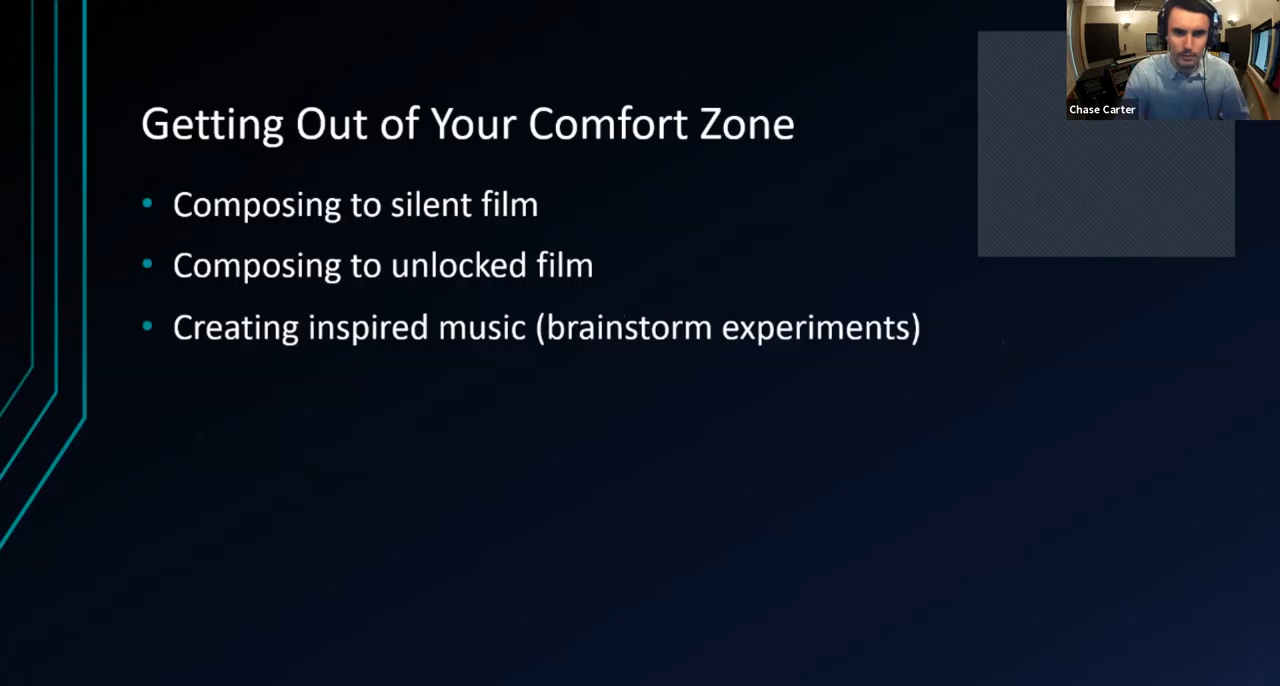 Getting Out of Your Comfort Zone
• Composing to silent film
• Composing to unlocked film
• Creating inspired music (brainstorm experiments)
Chase Carter